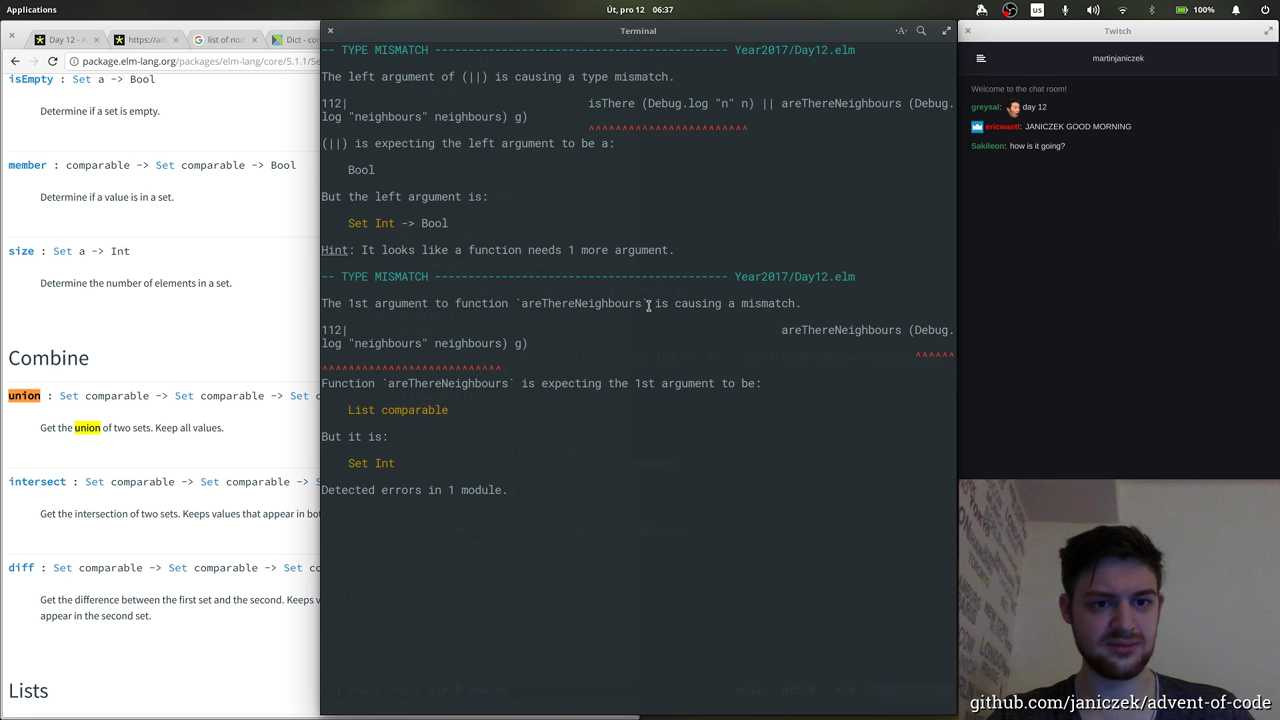 Applications
Út, pro 12 06:37
us
100%
Day 12 - A
https://ad
list of nod
Dict - con
package.elm-lang.org/packages/elm-lang/core/5.1.1/Se
isEmpty : Set a -> Bool
Determine if a set is empty.
member : comparable -> Set comparable -> Bool
Determine if a value is in a set.
size : Set a -> Int
Determine the number of elements in a set.
Combine
union : Set comparable -> Set comparable -> Set c
Get the union of two sets. Keep all values.
intersect : Set comparable -> Set comparable -> S
Get the intersection of two sets. Keeps values that appear in bot
diff : Set comparable -> Set comparable -> Set c
Get the difference between the first set and the second. Keeps v
appear in the second set.
Lists
Terminal
-- TYPE MISMATCH --------------------------------------------- Year2017/Day12.elm
The left argument of (||) is causing a type mismatch.
112|                                    isThere (Debug.log "n" n) || areThereNeighbours (Debug.
log "neighbours" neighbours) g)
^^^^^^^^^^^^^^^^^^^^^^^^
(||) is expecting the left argument to be a:
Bool
But the left argument is:
Set Int -> Bool
Hint: It looks like a function needs 1 more argument.
-- TYPE MISMATCH --------------------------------------------- Year2017/Day12.elm
The 1st argument to function `areThereNeighbours` is causing a mismatch.
112|                                                                 areThereNeighbours (Debug.
log "neighbours" neighbours) g)
^^^^^^
^^^^^^^^^^^^^^^^^^^^^^^^^^^
Function `areThereNeighbours` is expecting the 1st argument to be:
List comparable
But it is:
Set Int
Detected errors in 1 module.
Twitch
martinjaniczek
Welcome to the chat room!
greysal: day 12
ericwastl: JANICZEK GOOD MORNING
Sakileon: how is it going?
github.com/janiczek/advent-of-code